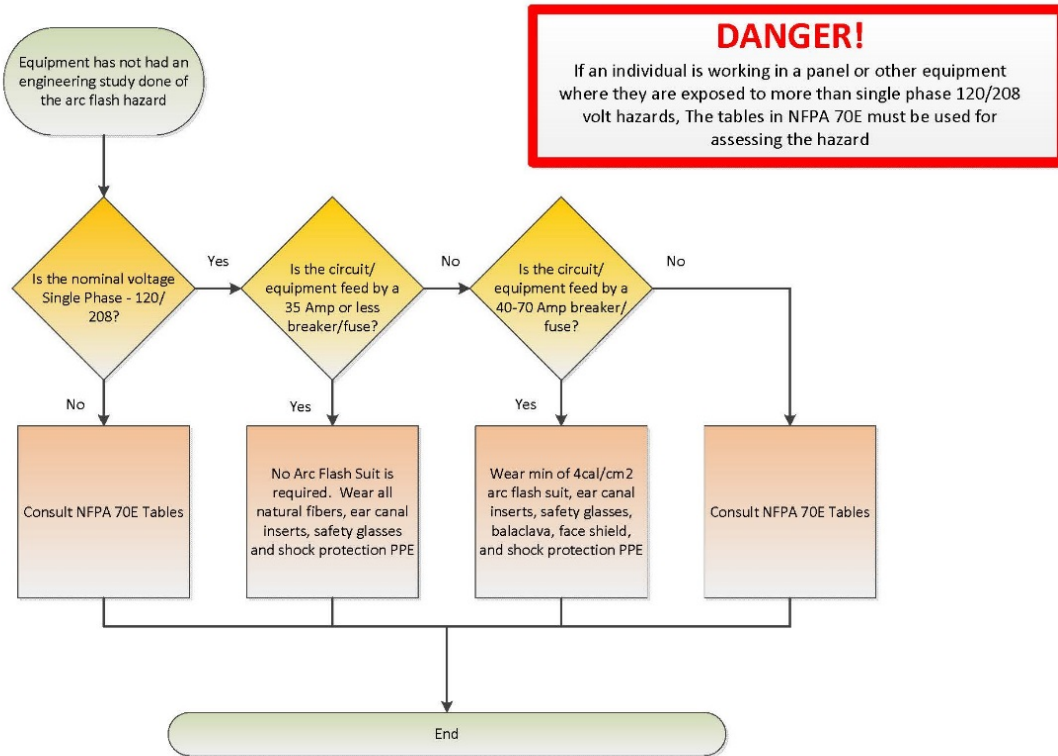 DANGER!
If an individual is working in a panel or other equipment
where they are exposed to more than single phase 120/208
volt hazards, The tables in NFPA 70E must be used for
assessing the hazard
Equipment has not had an
engineering study done of
the arc flash hazard
Is the nominal voltage
Single Phase - 120/
208?
Yes
Is the circuit/
equipment feed by a
35 Amp or less
breaker/fuse?
No
Is the circuit/
equipment feed by a
40-70 Amp breaker/
fuse?
No
No
Yes
Yes
Consult NFPA 70E Tables
No Arc Flash Suit is
required.  Wear all
natural fibers, ear canal
inserts, safety glasses
and shock protection PPE
Wear min of 4cal/cm2
arc flash suit, ear canal
inserts, safety glasses,
balaclava, face shield,
and shock protection PPE
Consult NFPA 70E Tables
End